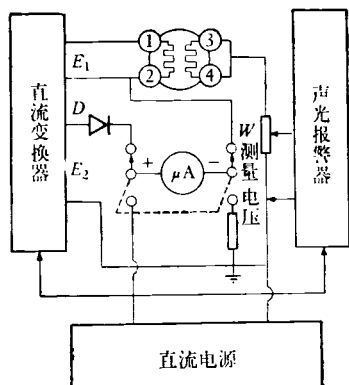 ① ③
② ④
E₁
直流变换器
D
E₂
+ μA −
W
测量
电压
声光报警器
直流电源